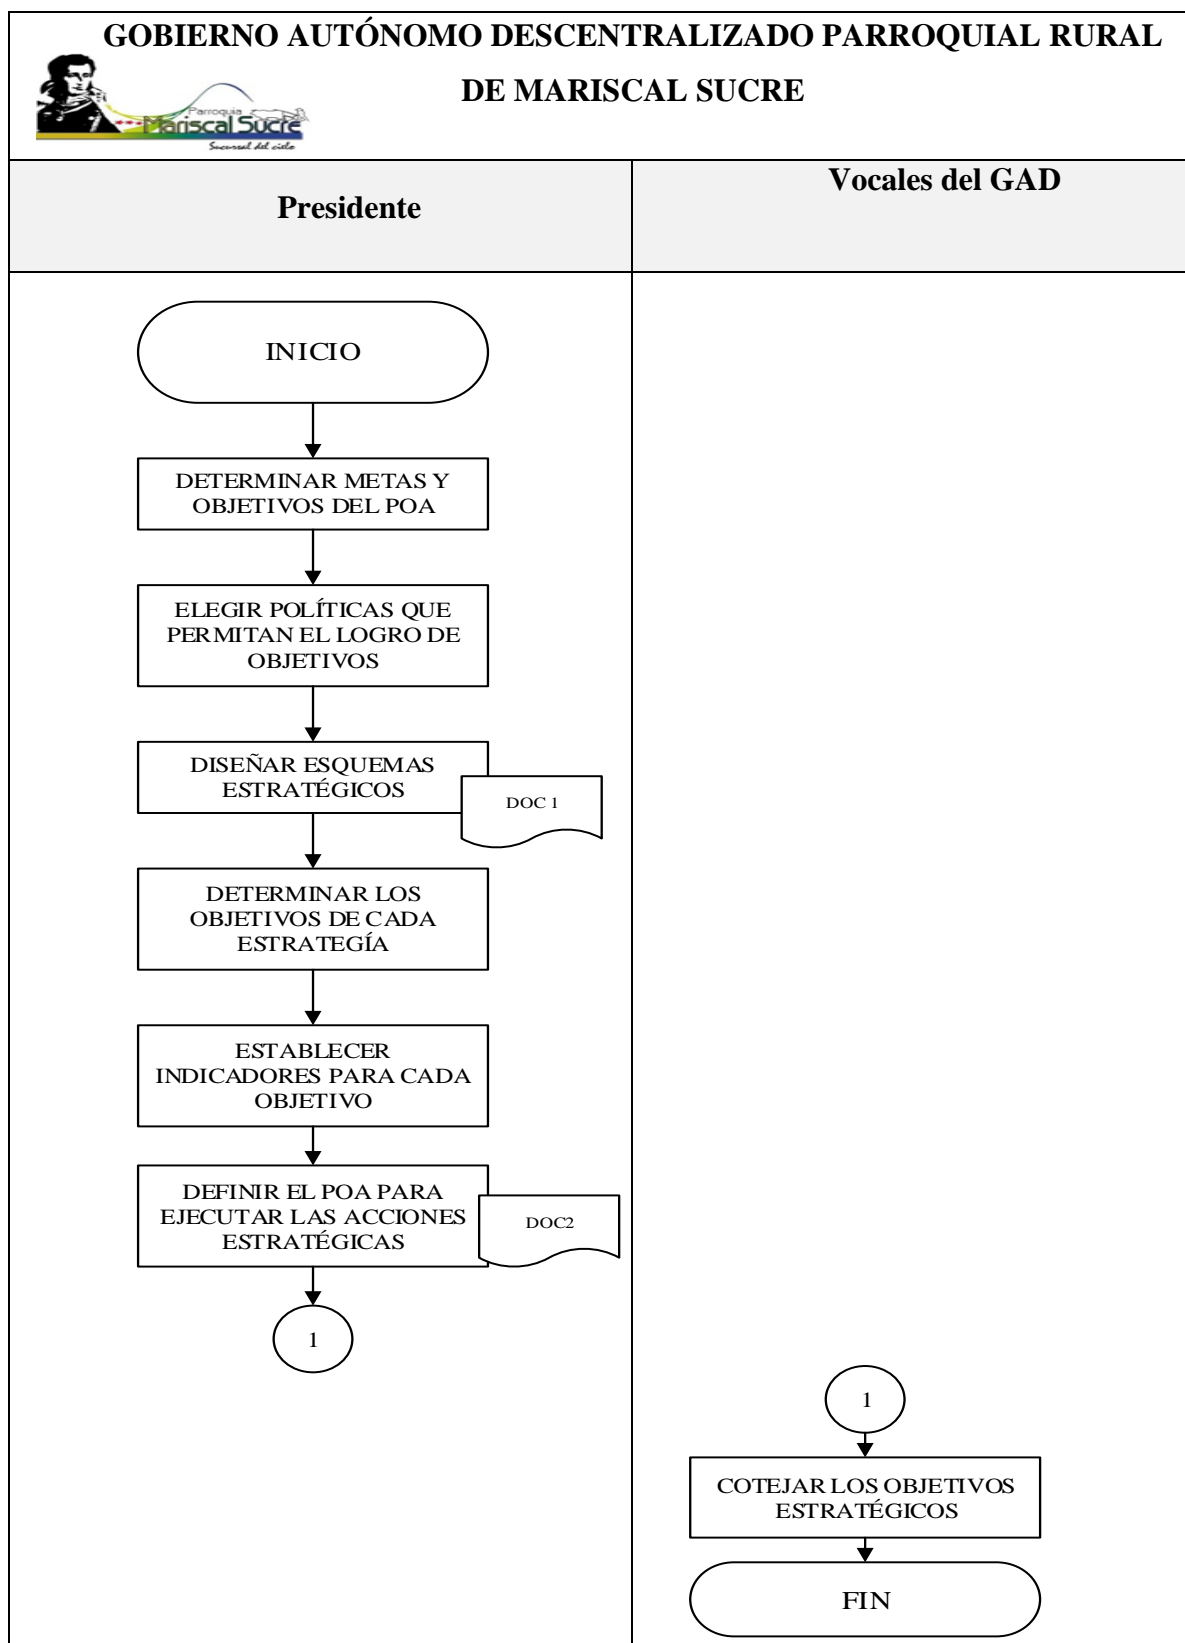 GOBIERNO AUTÓNOMO DESCENTRALIZADO PARROQUIAL RURAL
DE MARISCAL SUCRE
Parroquia
Mariscal Sucre
Sucursal del cielo
Presidente
Vocales del GAD
INICIO
DETERMINAR METAS Y
OBJETIVOS DEL POA
ELEGIR POLÍTICAS QUE
PERMITAN EL LOGRO DE
OBJETIVOS
DISEÑAR ESQUEMAS
ESTRATÉGICOS
DOC 1
DETERMINAR LOS
OBJETIVOS DE CADA
ESTRATEGÍA
ESTABLECER
INDICADORES PARA CADA
OBJETIVO
DEFINIR EL POA PARA
EJECUTAR LAS ACCIONES
ESTRATÉGICAS
DOC2
1
1
COTEJAR LOS OBJETIVOS
ESTRATÉGICOS
FIN